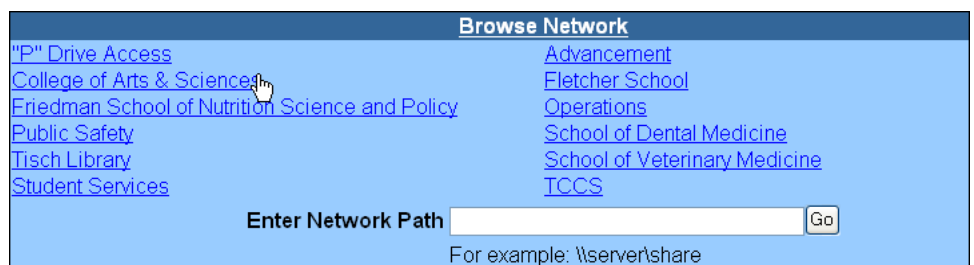 Browse Network
"P" Drive Access
Advancement
College of Arts & Sciences
Fletcher School
Friedman School of Nutrition Science and Policy
Operations
Public Safety
School of Dental Medicine
Tisch Library
School of Veterinary Medicine
Student Services
TCCS
Enter Network Path
Go
For example: \\server\share